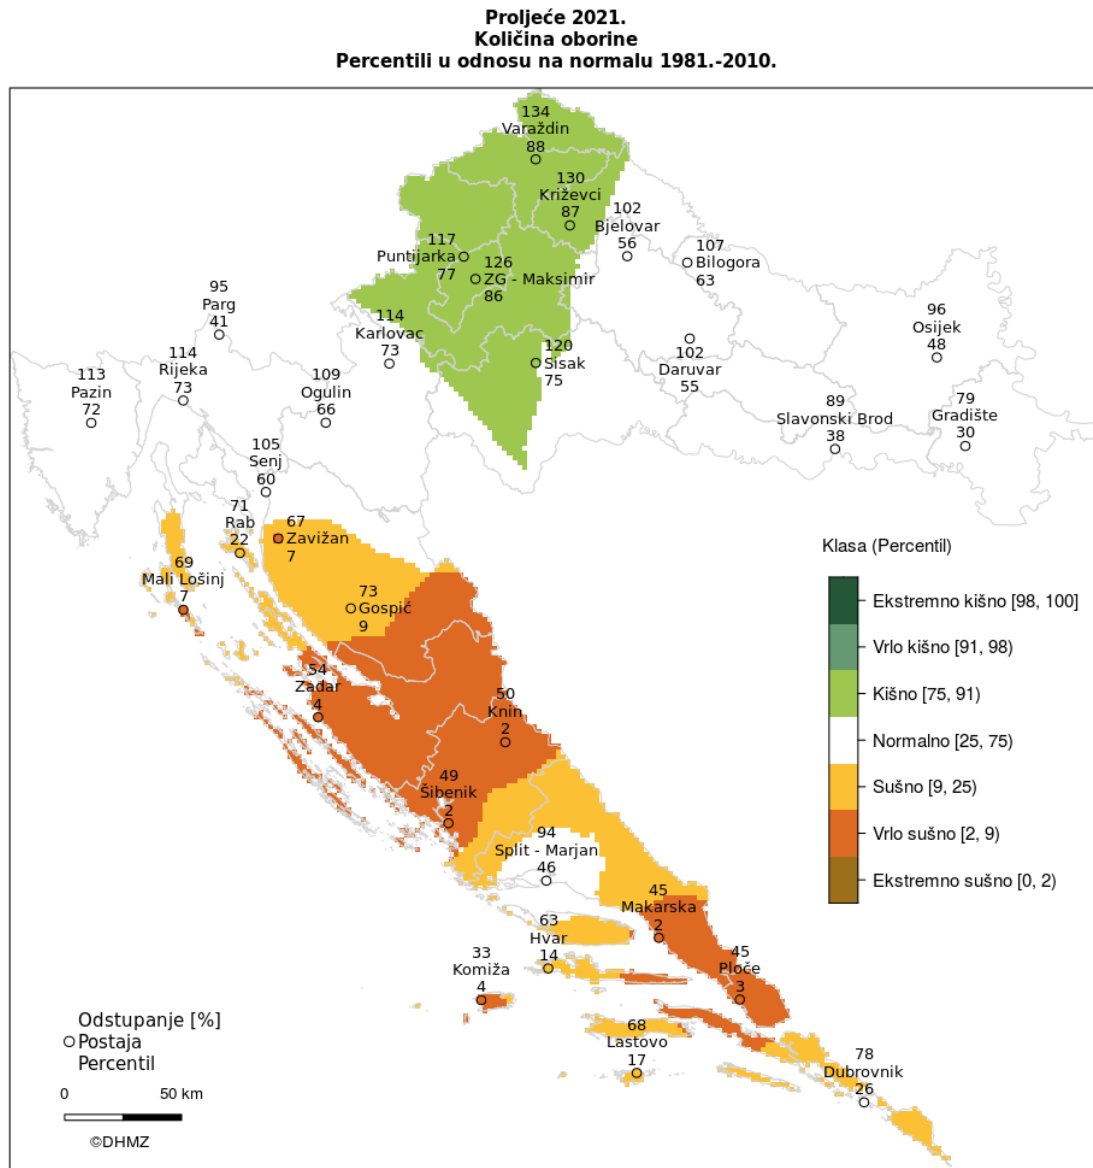 Proljeće 2021.
Količina oborine
Percentili u odnosu na normalu 1981.-2010.
134
Varaždin
88
130
Križevci
87
102
Bjelovar
56
117
Puntijarka
77
126
ZG - Maksimir
86
107
Bilogora
63
95
Parg
41
114
Karlovac
73
96
Osijek
48
114
Rijeka
73
120
Sisak
75
102
Daruvar
55
113
Pazin
72
109
Ogulin
66
89
Slavonski Brod
38
79
Gradište
30
105
Senj
60
71
Rab
22
67
Zavižan
7
69
Mali Lošinj
7
73
Gospić
9
54
Zadar
4
50
Knin
2
49
Šibenik
2
94
Split - Marjan
46
45
Makarska
2
63
Hvar
14
33
Komiža
4
45
Ploče
3
68
Lastovo
17
78
Dubrovnik
26
Klasa (Percentil)
Ekstremno kišno [98, 100]
Vrlo kišno [91, 98)
Kišno [75, 91)
Normalno [25, 75)
Sušno [9, 25)
Vrlo sušno [2, 9)
Ekstremno sušno [0, 2)
Odstupanje [%]
Postaja
Percentil
0 50 km
©DHMZ